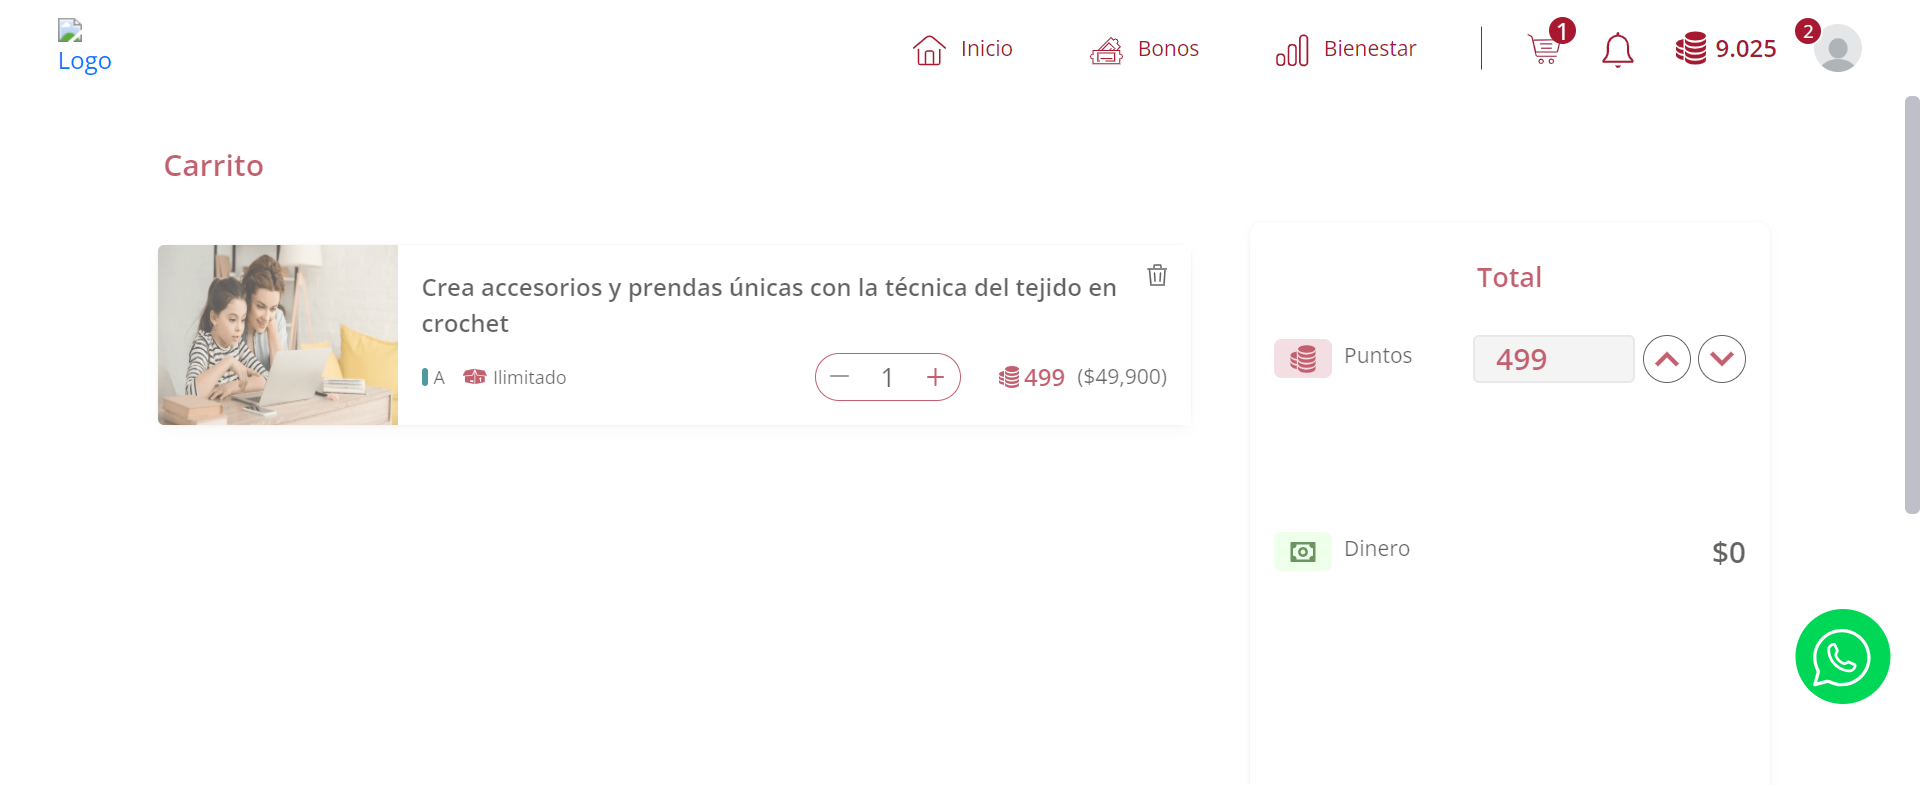 Logo
Inicio
Bonos
Bienestar
1
9.025
2
Carrito
Crea accesorios y prendas únicas con la técnica del tejido en
crochet
A
Ilimitado
1
499 ($49,900)
Total
Puntos
499
Dinero
$0